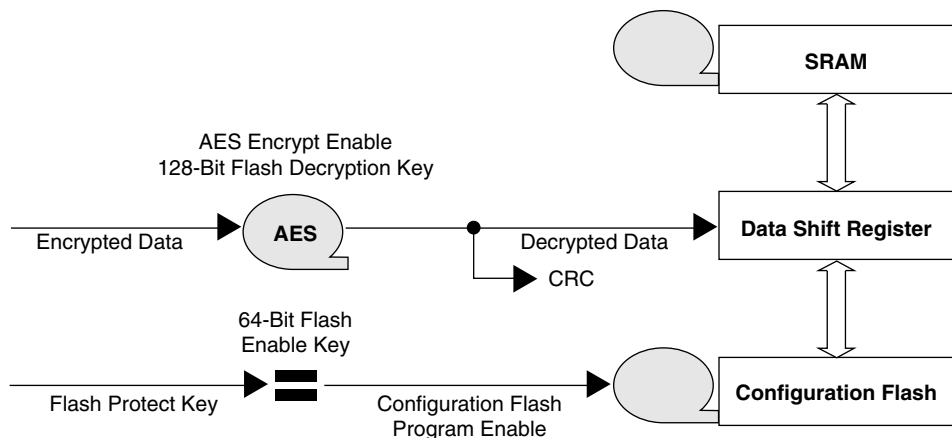 SRAM
AES Encrypt Enable
128-Bit Flash Decryption Key
AES
Encrypted Data
Decrypted Data
Data Shift Register
CRC
64-Bit Flash
Enable Key
Flash Protect Key
Configuration Flash
Program Enable
Configuration Flash